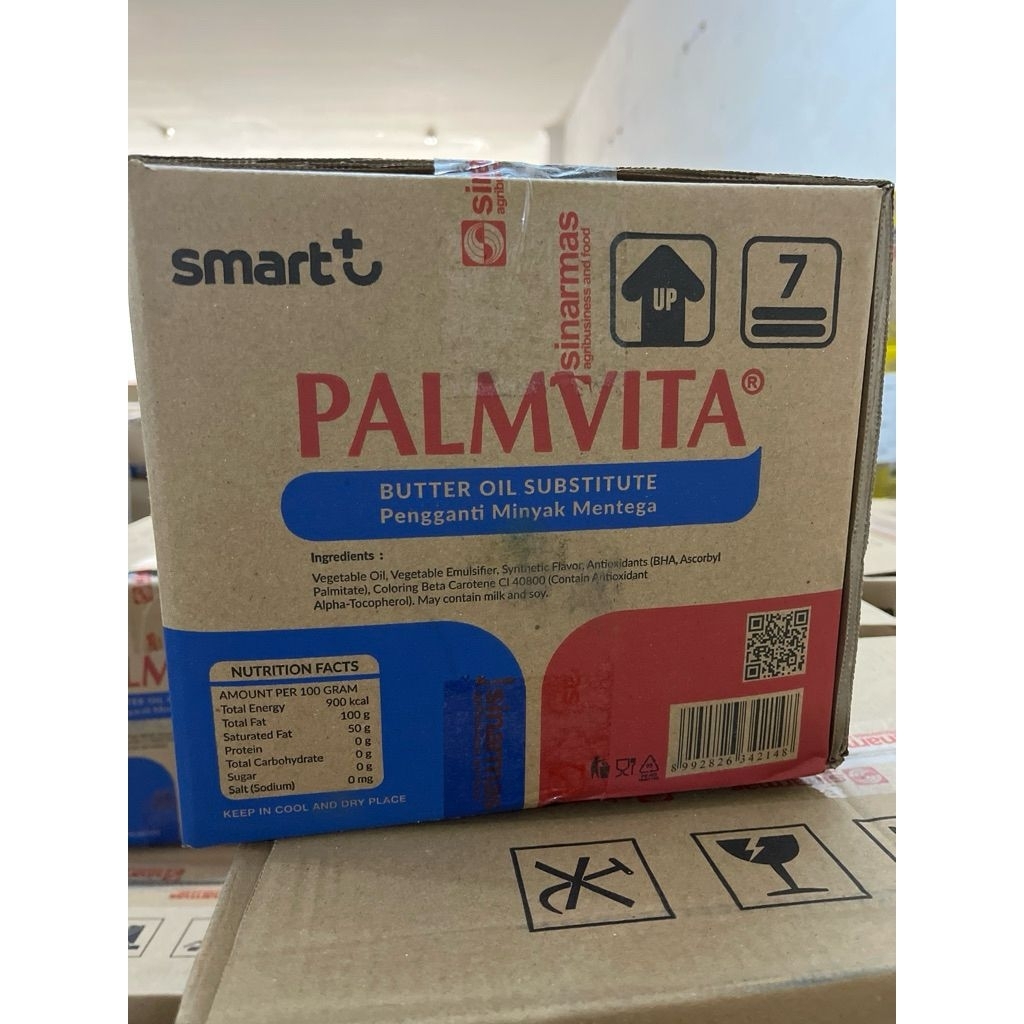 smart
sinarmas
agribusiness and food
UP
7
PALMVITA®
BUTTER OIL SUBSTITUTE
Pengganti Minyak Mentega
Ingredients :
Vegetable Oil, Vegetable Emulsifier, Synthetic Flavor, Antioxidants (BHA, Ascorbyl
Palmitate), Coloring Beta Carotene CI 40800 (Contain Antioxidant
Alpha-Tocopherol). May contain milk and soy.
NUTRITION FACTS
AMOUNT PER 100 GRAM
Total Energy 900 kcal
Total Fat 100 g
Saturated Fat 50 g
Protein 0 g
Total Carbohydrate 0 g
Sugar 0 g
Salt (Sodium) 0 mg
KEEP IN COOL AND DRY PLACE
8 992826 342148